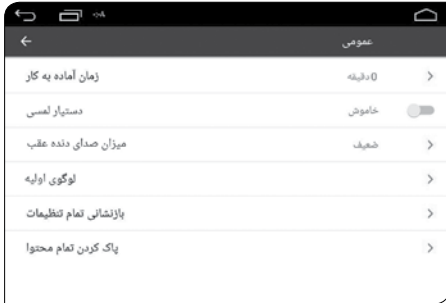 عمومی
زمان آماده به کار 0دقیقه
دستیار لمسی خاموش
میزان صدای دنده عقب ضعیف
لوگوی اولیه
بازنشانی تمام تنظیمات
پاک کردن تمام محتوا